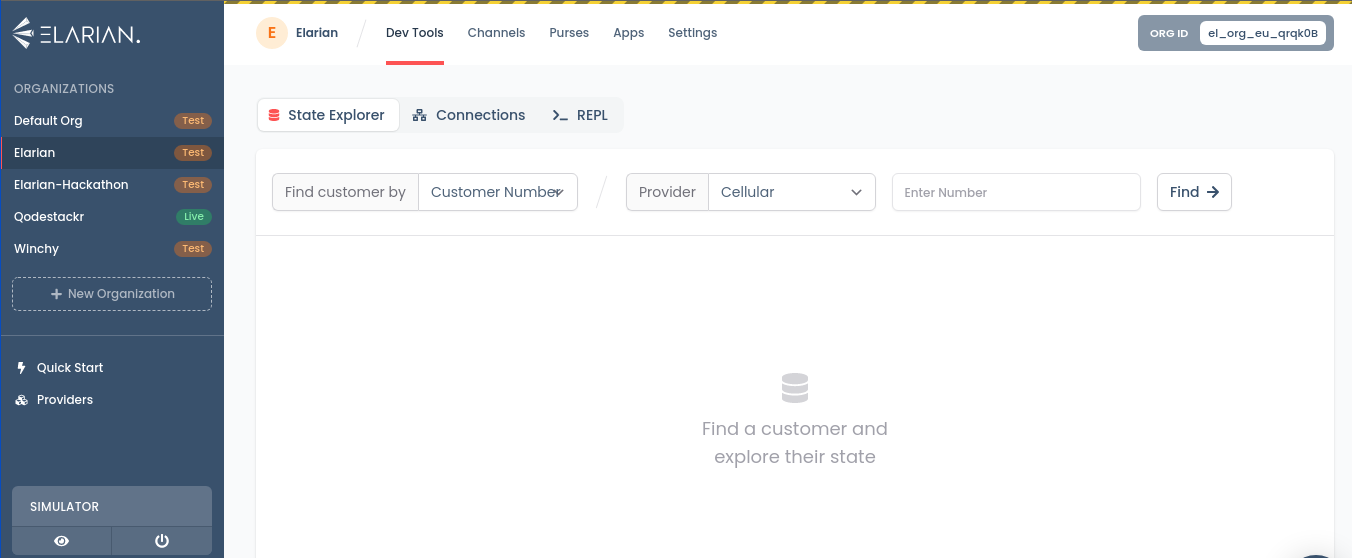 ELARIAN.
E Elarian Dev Tools Channels Purses Apps Settings ORG ID el_org_eu_qrqk0B
ORGANIZATIONS
Default Org Test
Elarian Test
Elarian-Hackathon Test
Qodestackr Live
Winchy Test
New Organization
Quick Start
Providers
SIMULATOR
State Explorer Connections REPL
Find customer by Customer Number Provider Cellular Enter Number Find
Find a customer and
explore their state